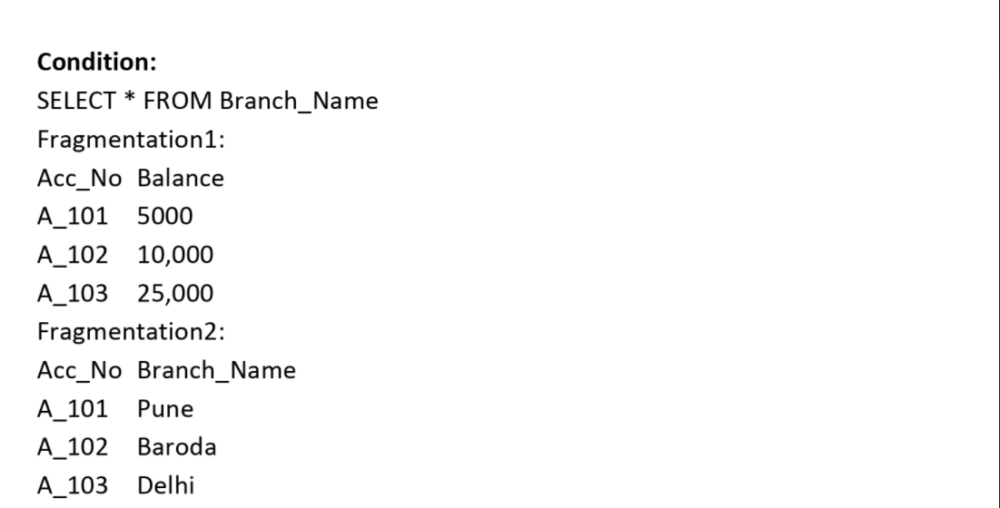 Condition:
SELECT * FROM Branch_Name
Fragmentation1:
Acc_No Balance
A_101 5000
A_102 10,000
A_103 25,000
Fragmentation2:
Acc_No Branch_Name
A_101 Pune
A_102 Baroda
A_103 Delhi